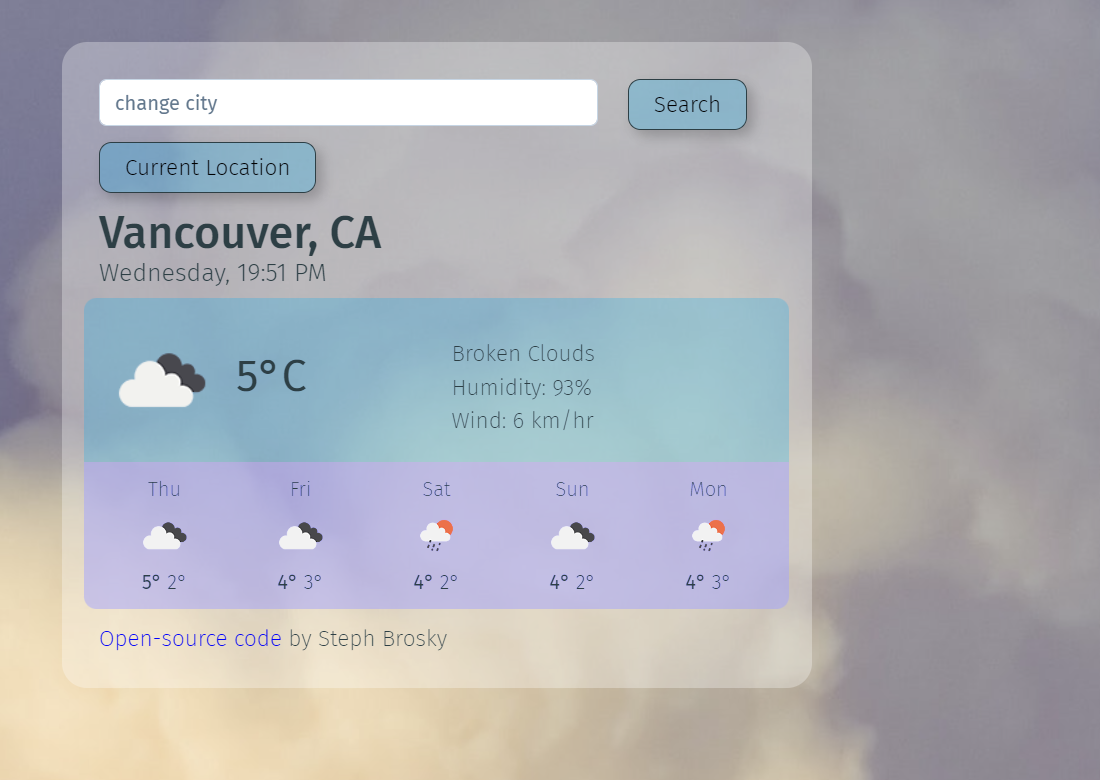 change city
Search
Current Location
Vancouver, CA
Wednesday, 19:51 PM
5°C
Broken Clouds
Humidity: 93%
Wind: 6 km/hr
Thu Fri Sat Sun Mon
5° 2° 4° 3° 4° 2° 4° 2° 4° 3°
Open-source code by Steph Brosky